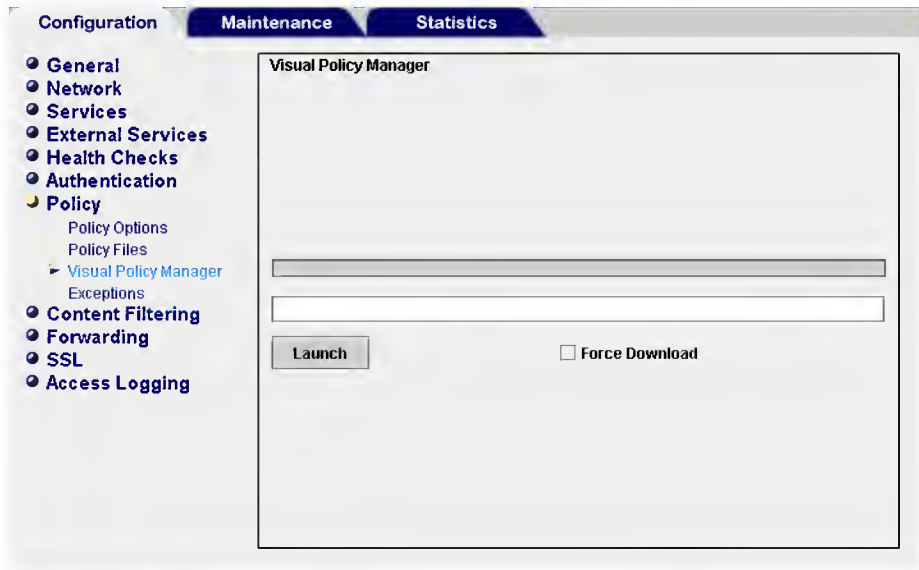 Configuration Maintenance Statistics
General
Network
Services
External Services
Health Checks
Authentication
Policy
Policy Options
Policy Files
Visual Policy Manager
Exceptions
Content Filtering
Forwarding
SSL
Access Logging
Visual Policy Manager
Launch Force Download